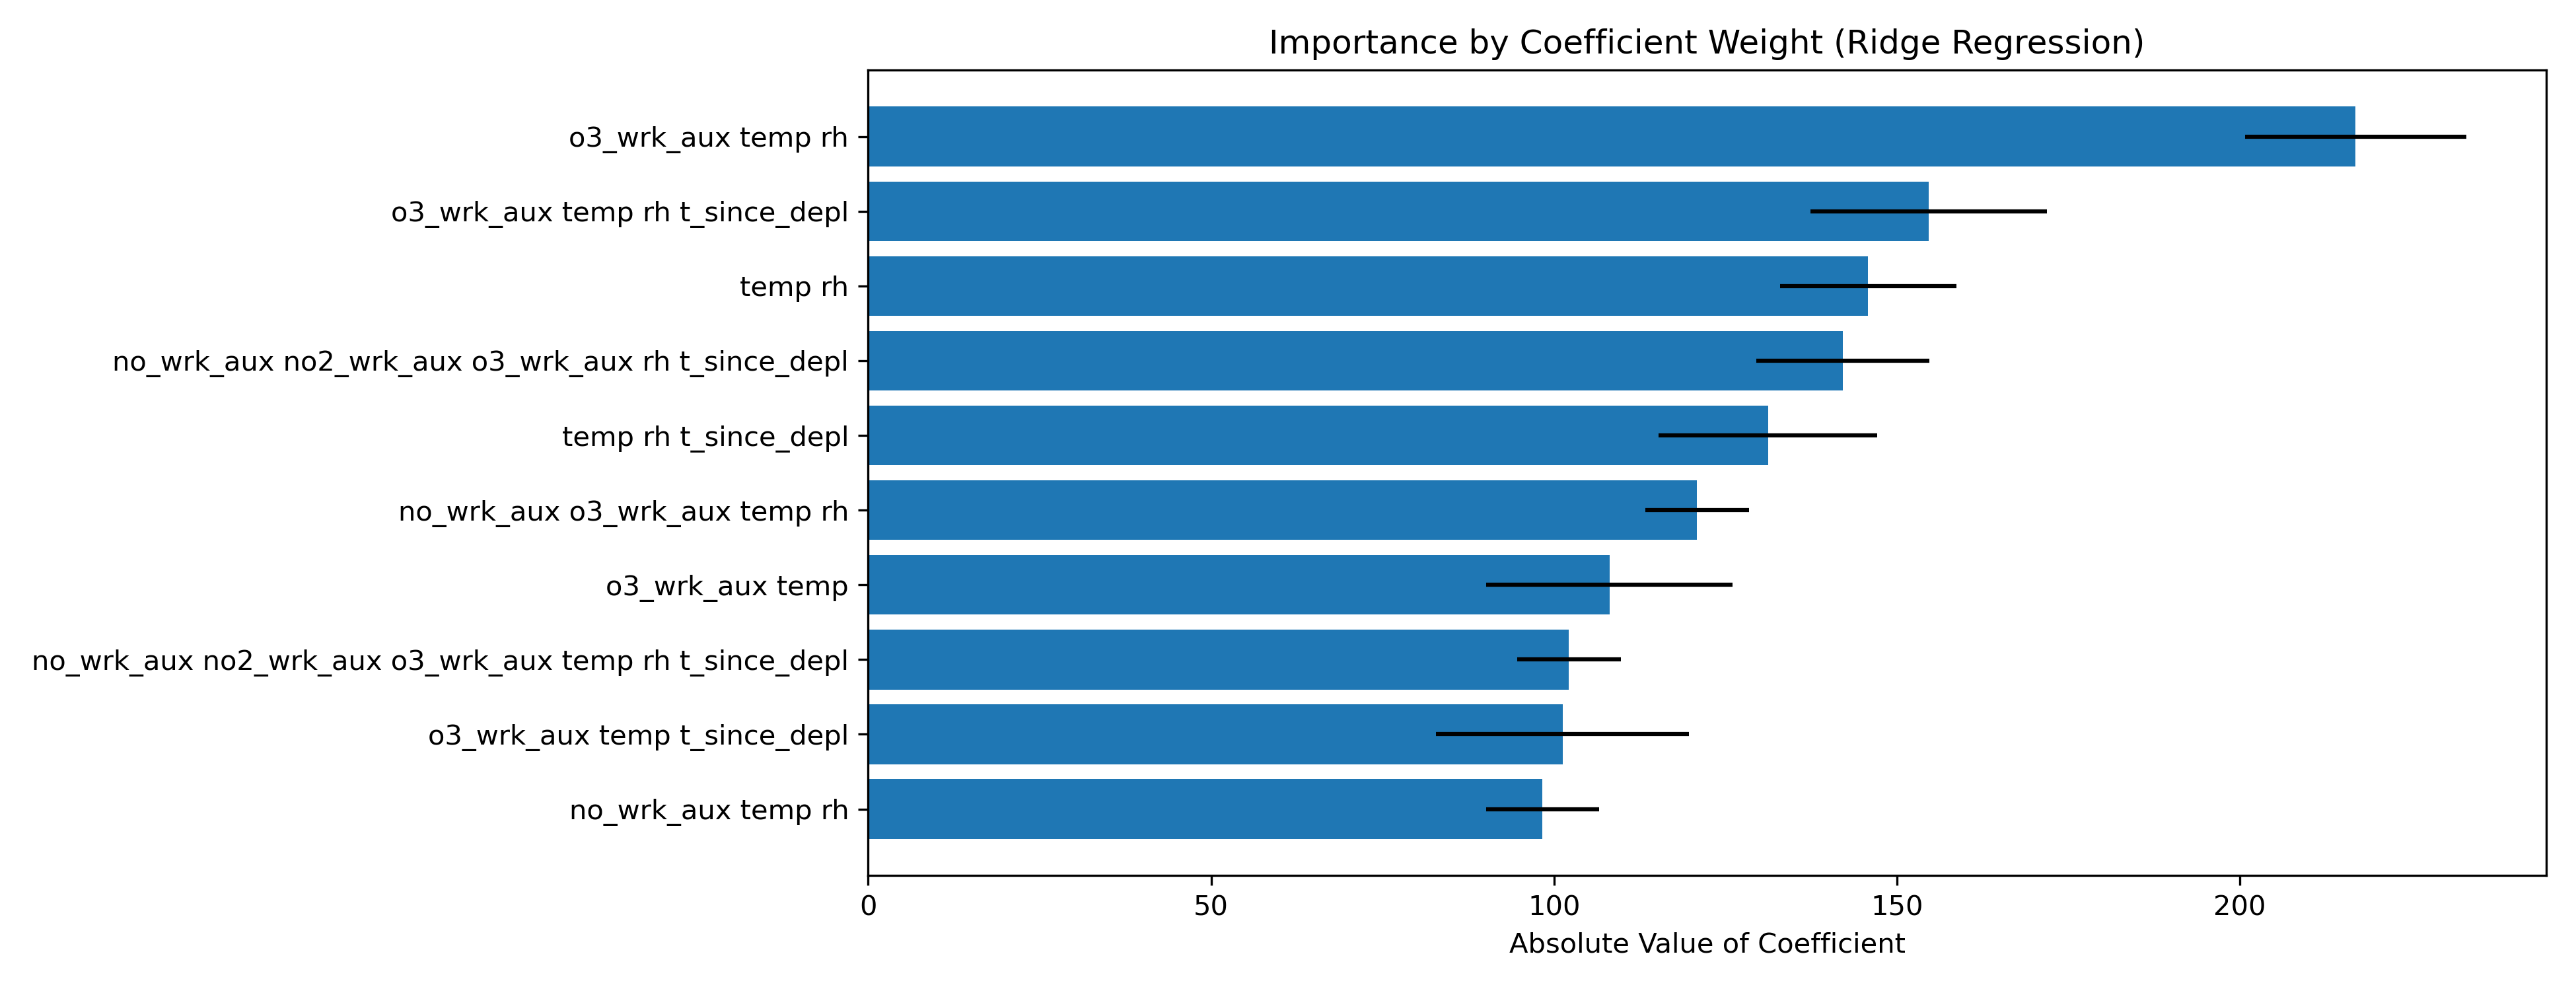 Importance by Coefficient Weight (Ridge Regression)
o3_wrk_aux temp rh
o3_wrk_aux temp rh t_since_depl
temp rh
no_wrk_aux no2_wrk_aux o3_wrk_aux rh t_since_depl
temp rh t_since_depl
no_wrk_aux o3_wrk_aux temp rh
o3_wrk_aux temp
no_wrk_aux no2_wrk_aux o3_wrk_aux temp rh t_since_depl
o3_wrk_aux temp t_since_depl
no_wrk_aux temp rh
0 50 100 150 200
Absolute Value of Coefficient